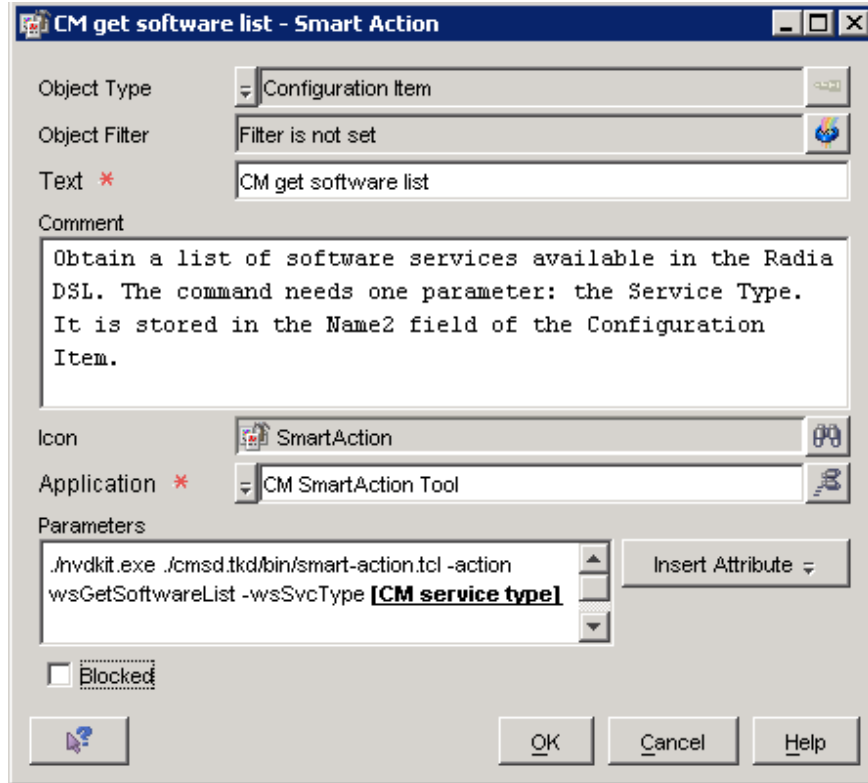 CM get software list - Smart Action
Object Type
Configuration Item
Object Filter
Filter is not set
Text *
CM get software list
Comment
Obtain a list of software services available in the Radia
DSL. The command needs one parameter: the Service Type.
It is stored in the Name2 field of the Configuration
Item.
Icon
SmartAction
Application *
CM SmartAction Tool
Parameters
./nvdkit.exe ./cmsd.tkd/bin/smart-action.tcl -action
wsGetSoftwareList -wsSvcType [CM service type]
Insert Attribute
Blocked
OK
Cancel
Help